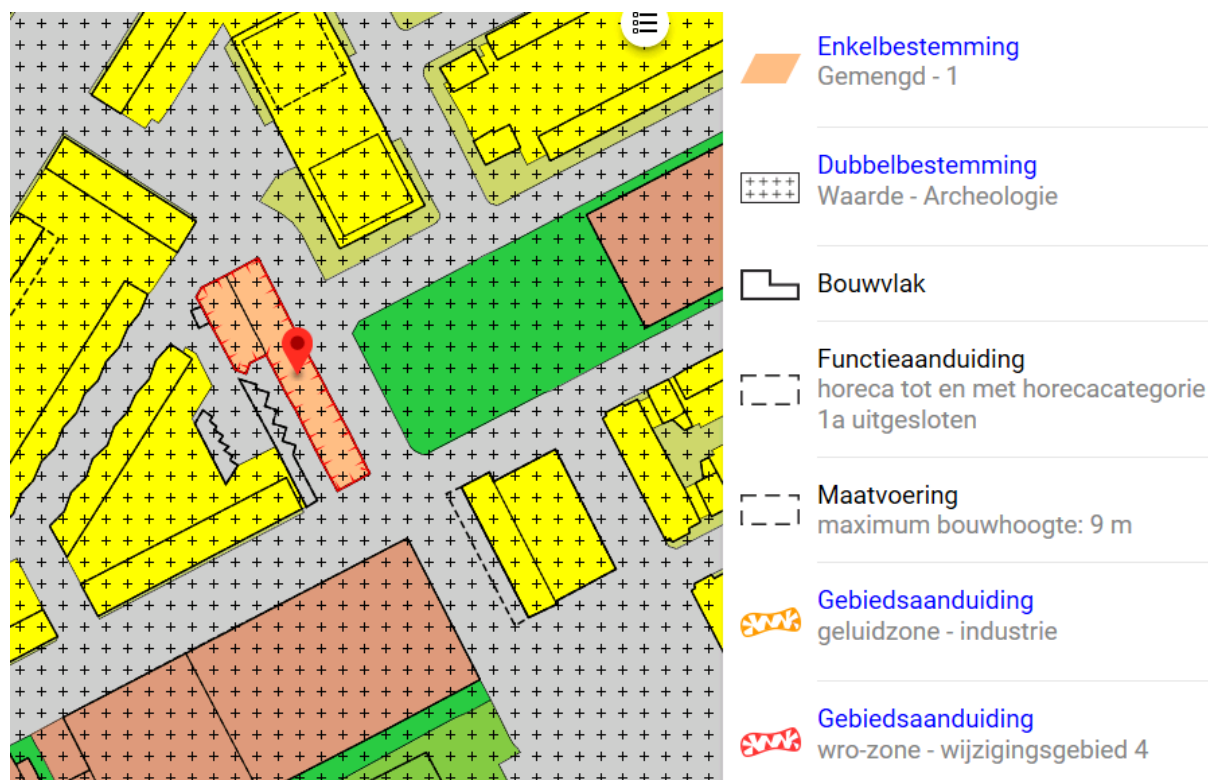 Enkelbestemming
Gemengd - 1
Dubbelbestemming
Waarde - Archeologie
Bouwvlak
Functieaanduiding
horeca tot en met horecacategorie
1a uitgesloten
Maatvoering
maximum bouwhoogte: 9 m
Gebiedsaanduiding
geluidzone - industrie
Gebiedsaanduiding
wro-zone - wijzigingsgebied 4